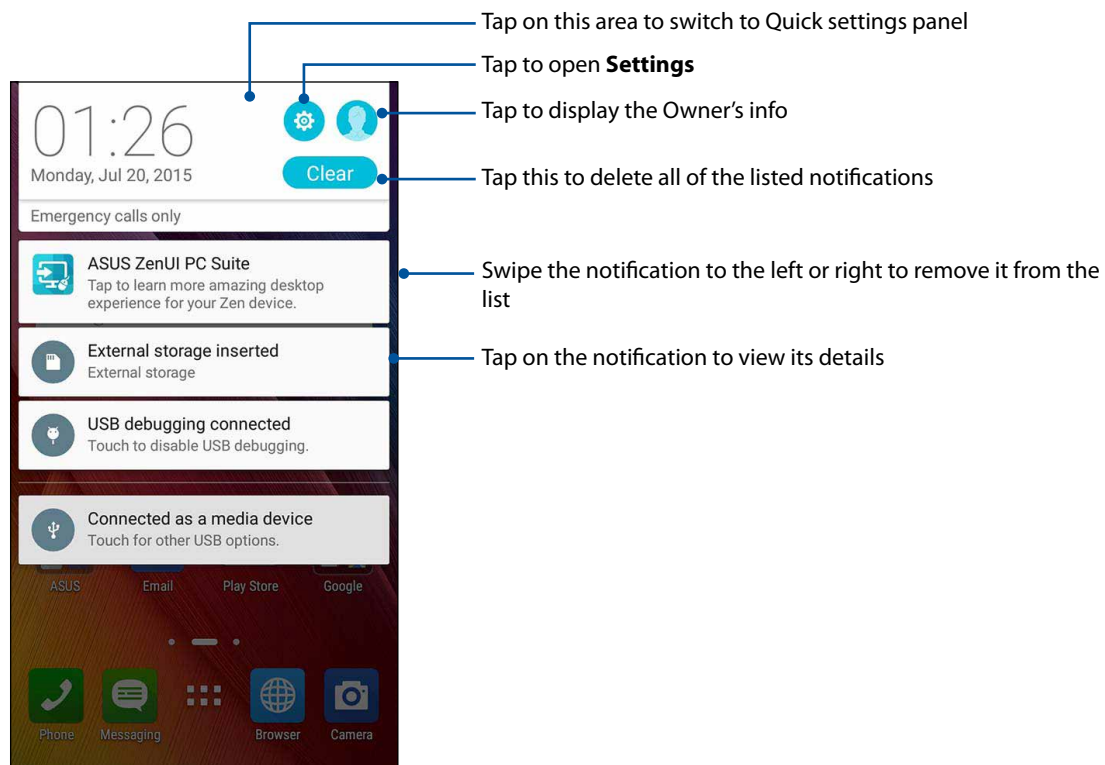 Tap on this area to switch to Quick settings panel
Tap to open Settings
Tap to display the Owner's info
Tap this to delete all of the listed notifications
Swipe the notification to the left or right to remove it from the
list
Tap on the notification to view its details
01:26
Monday, Jul 20, 2015
Clear
Emergency calls only
ASUS ZenUI PC Suite
Tap to learn more amazing desktop
experience for your Zen device.
External storage inserted
External storage
USB debugging connected
Touch to disable USB debugging.
Connected as a media device
Touch for other USB options.
ASUS Email Play Store Google
Phone Messaging Browser Camera